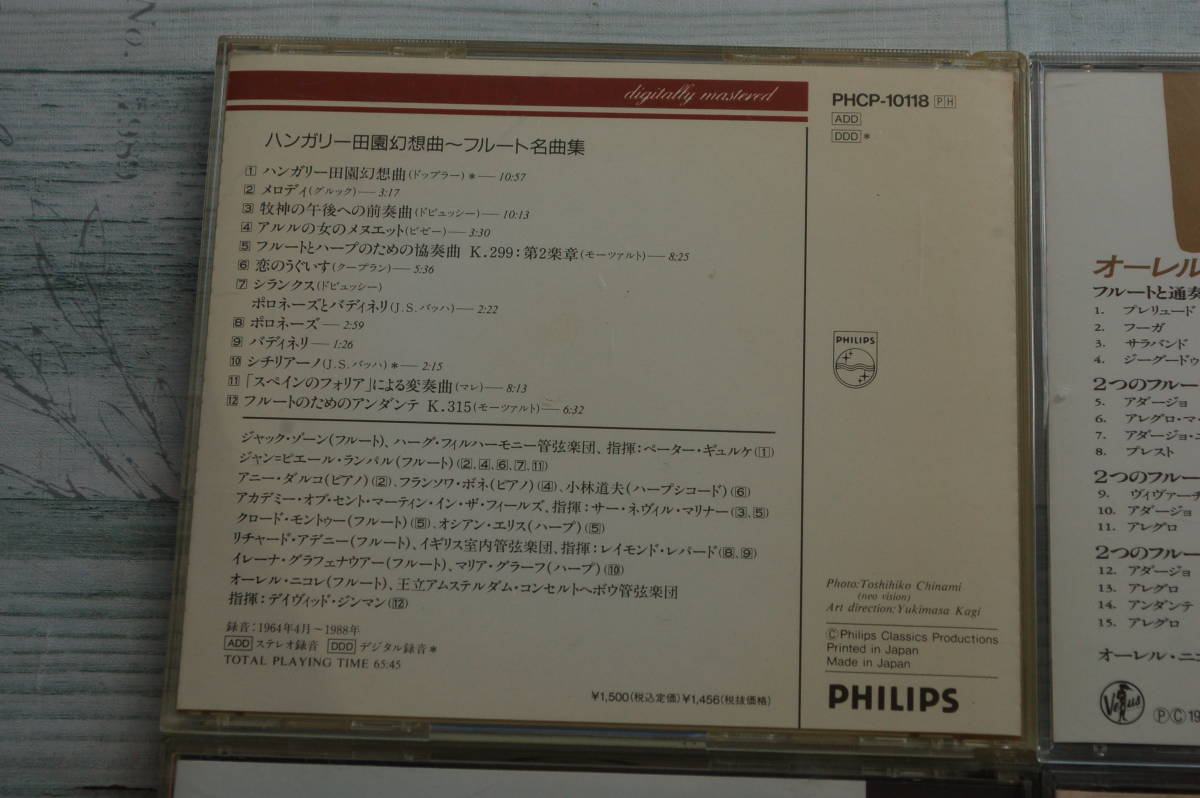 No.
digitally mastered
ハンガリー田園幻想曲〜フルート名曲集
1 ハンガリー田園幻想曲(ドップラー)*—10:57
2 メロディ(グルック)—3:17
3 牧神の午後への前奏曲(ドビュッシー)—10:13
4 アルルの女のメヌエット(ビゼー)—3:30
5 フルートとハープのための協奏曲 K.299:第2楽章(モーツァルト)—8:25
6 恋のうぐいす(クープラン)—5:36
7 シランクス(ドビュッシー)
ポロネーズとバディネリ(J.S.バッハ)—2:22
8 ポロネーズ—2:59
9 バディネリ—1:26
10 シチリアーノ(J.S.バッハ)*—2:15
11 「スペインのフォリア」による変奏曲(マレ)—8:13
12 フルートのためのアンダンテ K.315(モーツァルト)—6:32
ジャック・ゾーン(フルート)、ハーグ・フィルハーモニー管弦楽団、指揮:ペーター・ギュルケ(1)
ジャン=ピエール・ランパル(フルート)(2、4、6、7、11)
アニー・ダルコ(ピアノ)(2)、フランソワ・ボネ(ピアノ)(4)、小林道夫(ハープシコード)(6)
アカデミー・オブ・セント・マーティン・イン・ザ・フィールズ、指揮:サー・ネヴィル・マリナー(3、5)
クロード・モントゥー(フルート)(5)、オシアン・エリス(ハープ)(5)
リチャード・アデニー(フルート)、イギリス室内管弦楽団、指揮:レイモンド・レパード(8、9)
イレーナ・グラフェナウアー(フルート)、マリア・グラーフ(ハープ)(10)
オーレル・ニコレ(フルート)、王立アムステルダム・コンセルトヘボウ管弦楽団
指揮:デイヴィッド・ジンマン(12)
録音:1964年4月〜1988年
ADD ステレオ録音 DDD デジタル録音*
TOTAL PLAYING TIME 65:45
¥1,500(税込定価)¥1,456(税抜価格)
PHCP-10118 PH
ADD
DDD *
PHILIPS
Photo:Toshihiko Chinami
(neo vision)
Art direction:Yukimasa Kagi
©Philips Classics Productions
Printed in Japan
Made in Japan
PHILIPS
オーレル
フルートと通奏
1. プレリュード
2. フーガ
3. サラバンド
4. ジーグードゥ
2つのフルー
5. アダージョ
6. アレグロ・マ・
7. アダージョ・
8. プレスト
2つのフルー
9. ヴィヴァーチ
10. アダージョ
11. アレグロ
2つのフルー
12. アダージョ
13. アレグロ
14. アンダンテ
15. アレグロ
オーレル・ニコ
Venus
℗©19